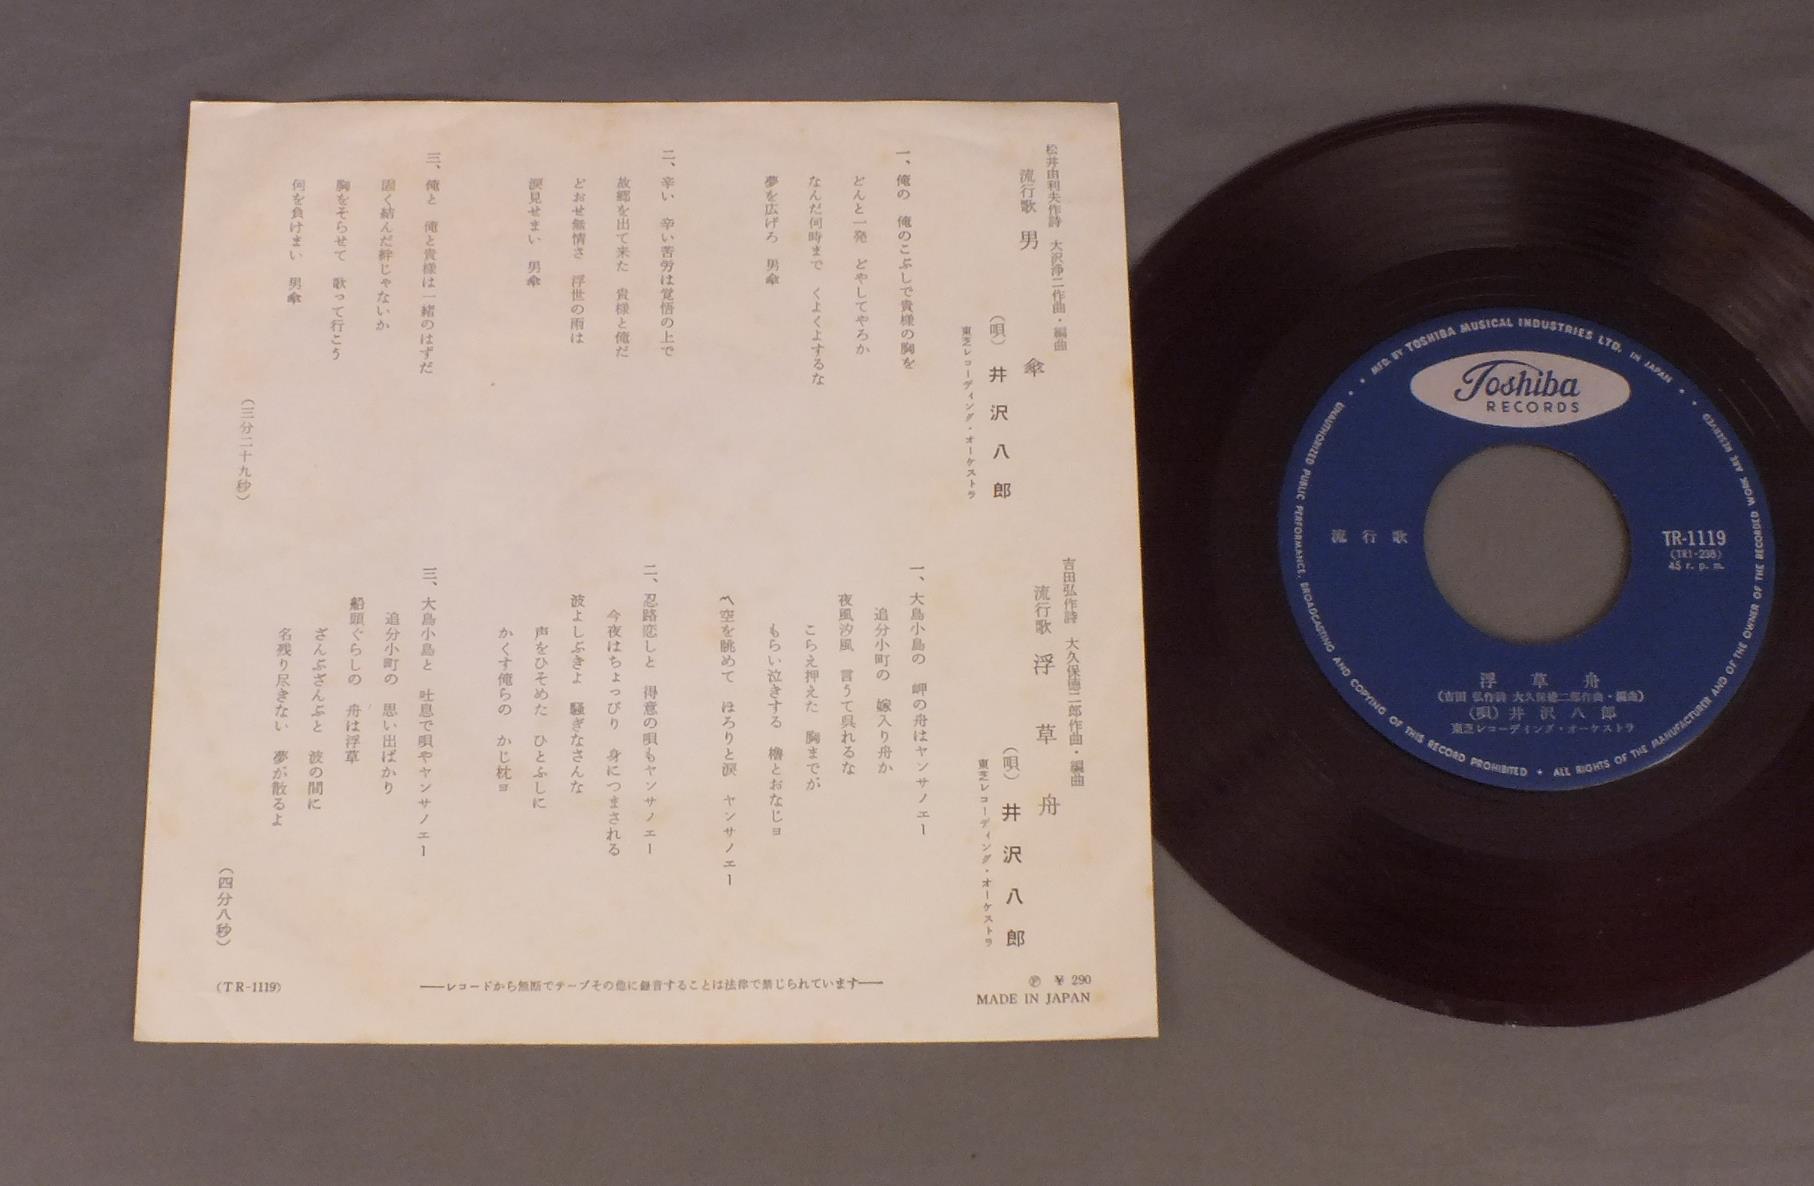 松井由利夫作詩 大沢浄二作曲・編曲
流行歌 男 傘
(唄) 井沢八郎
東芝レコーディング・オーケストラ
一、俺の 俺のこぶしで貴様の胸を
どんと一発 どやしてやろか
なんだ何時まで くよくよするな
夢を広げろ 男傘
二、辛い 辛い苦労は覚悟の上で
故郷を出て来た 貴様と俺だ
どおせ無情さ 浮世の雨は
涙見せまい 男傘
三、俺と 俺と貴様は一緒のはずだ
固く結んだ絆じゃないか
胸をそらせて 歌って行こう
何を負けまい 男傘
(三分二十九秒)
吉田弘作詩 大久保徳二郎作曲・編曲
流行歌 浮草舟
(唄) 井沢八郎
東芝レコーディング・オーケストラ
一、大島小島の 岬の舟はヤンサノエー
追分小町の 嫁入り舟か
夜風汐風 言うて呉れるな
こらえ押えた 胸までが
もらい泣きする 櫓とおなじョ
〽空を眺めて ほろりと涙 ヤンサノエー
二、忍路恋しと 得意の唄もヤンサノエー
今夜はちょっぴり 身につまされる
波よしぶきよ 騒ぎなさんな
声をひそめた ひとふしに
かくす俺らの かじ枕ョ
三、大島小島と 吐息で唄やヤンサノエー
追分小町の 思い出ばかり
船頭ぐらしの 舟は浮草
ざんぶざんぶと 波の間に
名残り尽きない 夢が散るよ
(四分八秒)
(TR-1119)
——レコードから無断でテープその他に録音することは法律で禁じられています——
Ⓟ ¥ 290
MADE IN JAPAN
MFD. BY TOSHIBA MUSICAL INDUSTRIES LTD. IN JAPAN
Toshiba
RECORDS
流行歌
TR-1119
(TR1-238)
45 r. p. m.
浮草舟
(吉田 弘作詩 大久保徳二郎作曲・編曲)
(唄) 井沢八郎
東芝レコーディング・オーケストラ
UNAUTHORIZED PUBLIC PERFORMANCE, BROADCASTING AND COPYING OF THIS RECORD PROHIBITED ★ ALL RIGHTS OF THE MANUFACTURER AND OF THE OWNER OF THE RECORDED WORK ARE RESERVED